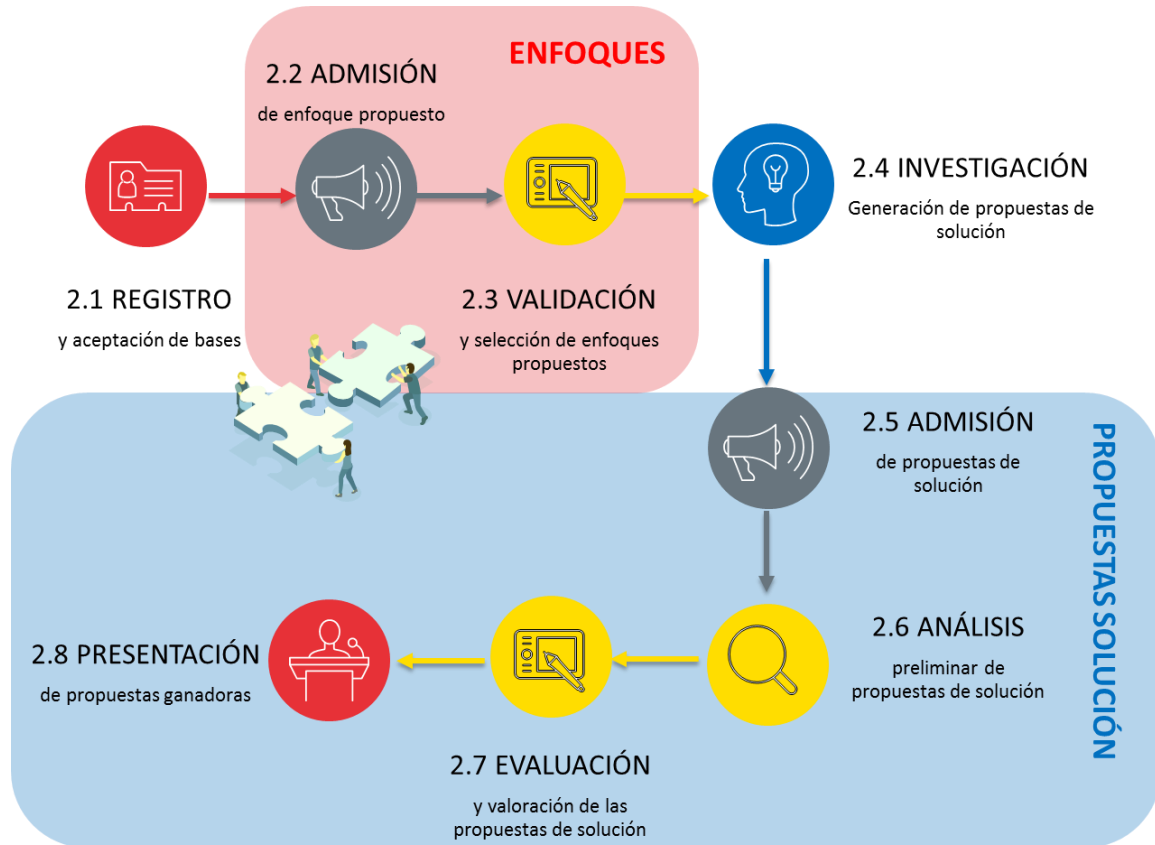 ENFOQUES
2.2 ADMISIÓN
de enfoque propuesto
2.1 REGISTRO
y aceptación de bases
2.3 VALIDACIÓN
y selección de enfoques
propuestos
2.4 INVESTIGACIÓN
Generación de propuestas de
solución
PROPUESTAS SOLUCIÓN
2.5 ADMISIÓN
de propuestas de
solución
2.6 ANÁLISIS
preliminar de
propuestas de solución
2.7 EVALUACIÓN
y valoración de las
propuestas de solución
2.8 PRESENTACIÓN
de propuestas ganadoras